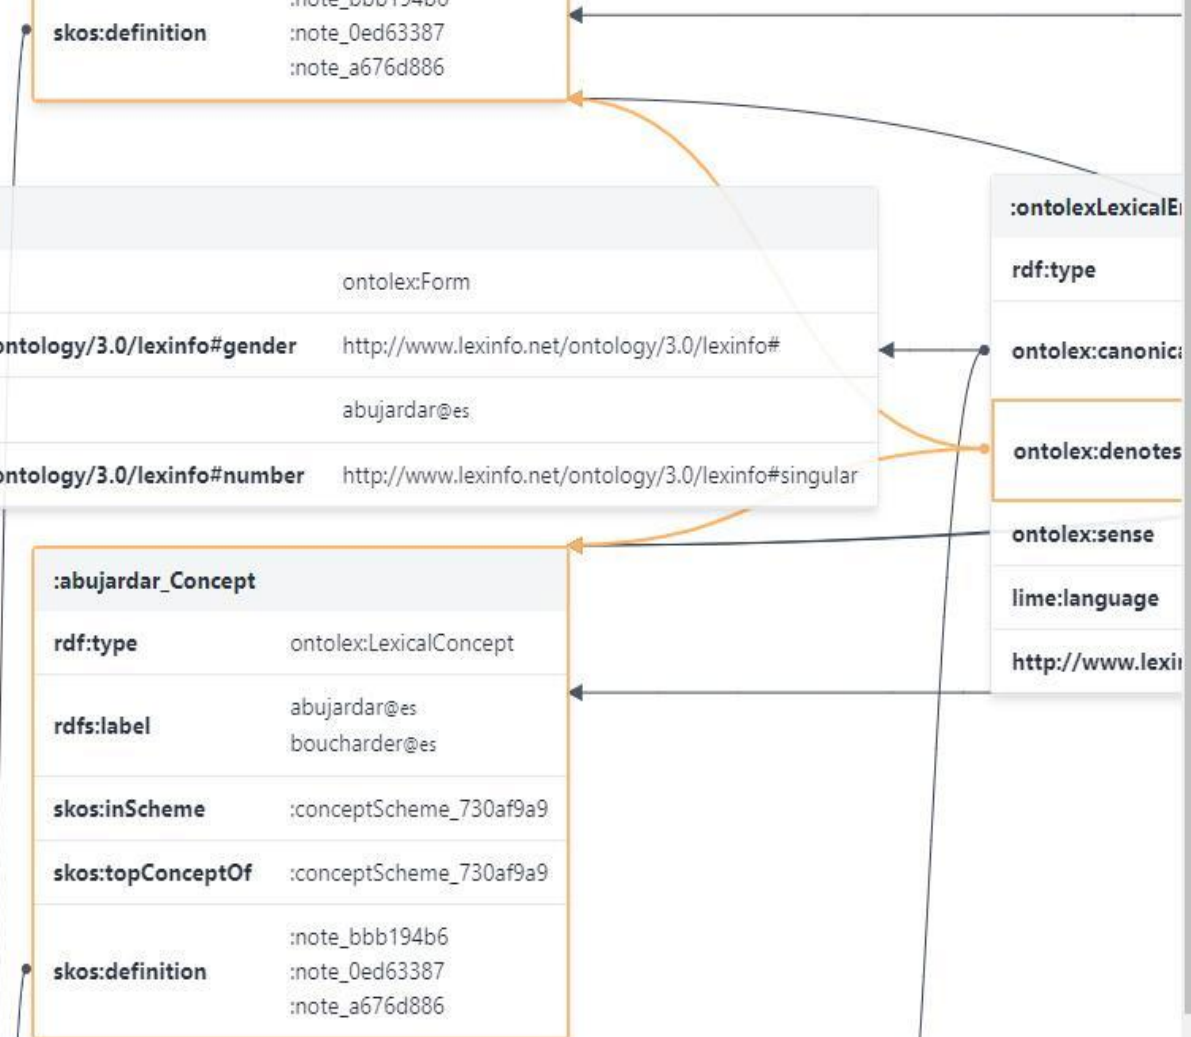 skos:definition
:note_bbb194b6
:note_0ed63387
:note_a676d886
:ontolexLexicalE
rdf:type
ontolex:Form
ontology/3.0/lexinfo#gender http://www.lexinfo.net/ontology/3.0/lexinfo#
ontolex:canonica
abujardar@es
ontolex:denotes
ontology/3.0/lexinfo#number http://www.lexinfo.net/ontology/3.0/lexinfo#singular
ontolex:sense
:abujardar_Concept
lime:language
rdf:type ontolex:LexicalConcept
http://www.lexi
rdfs:label
abujardar@es
boucharder@es
skos:inScheme :conceptScheme_730af9a9
skos:topConceptOf :conceptScheme_730af9a9
skos:definition
:note_bbb194b6
:note_0ed63387
:note_a676d886